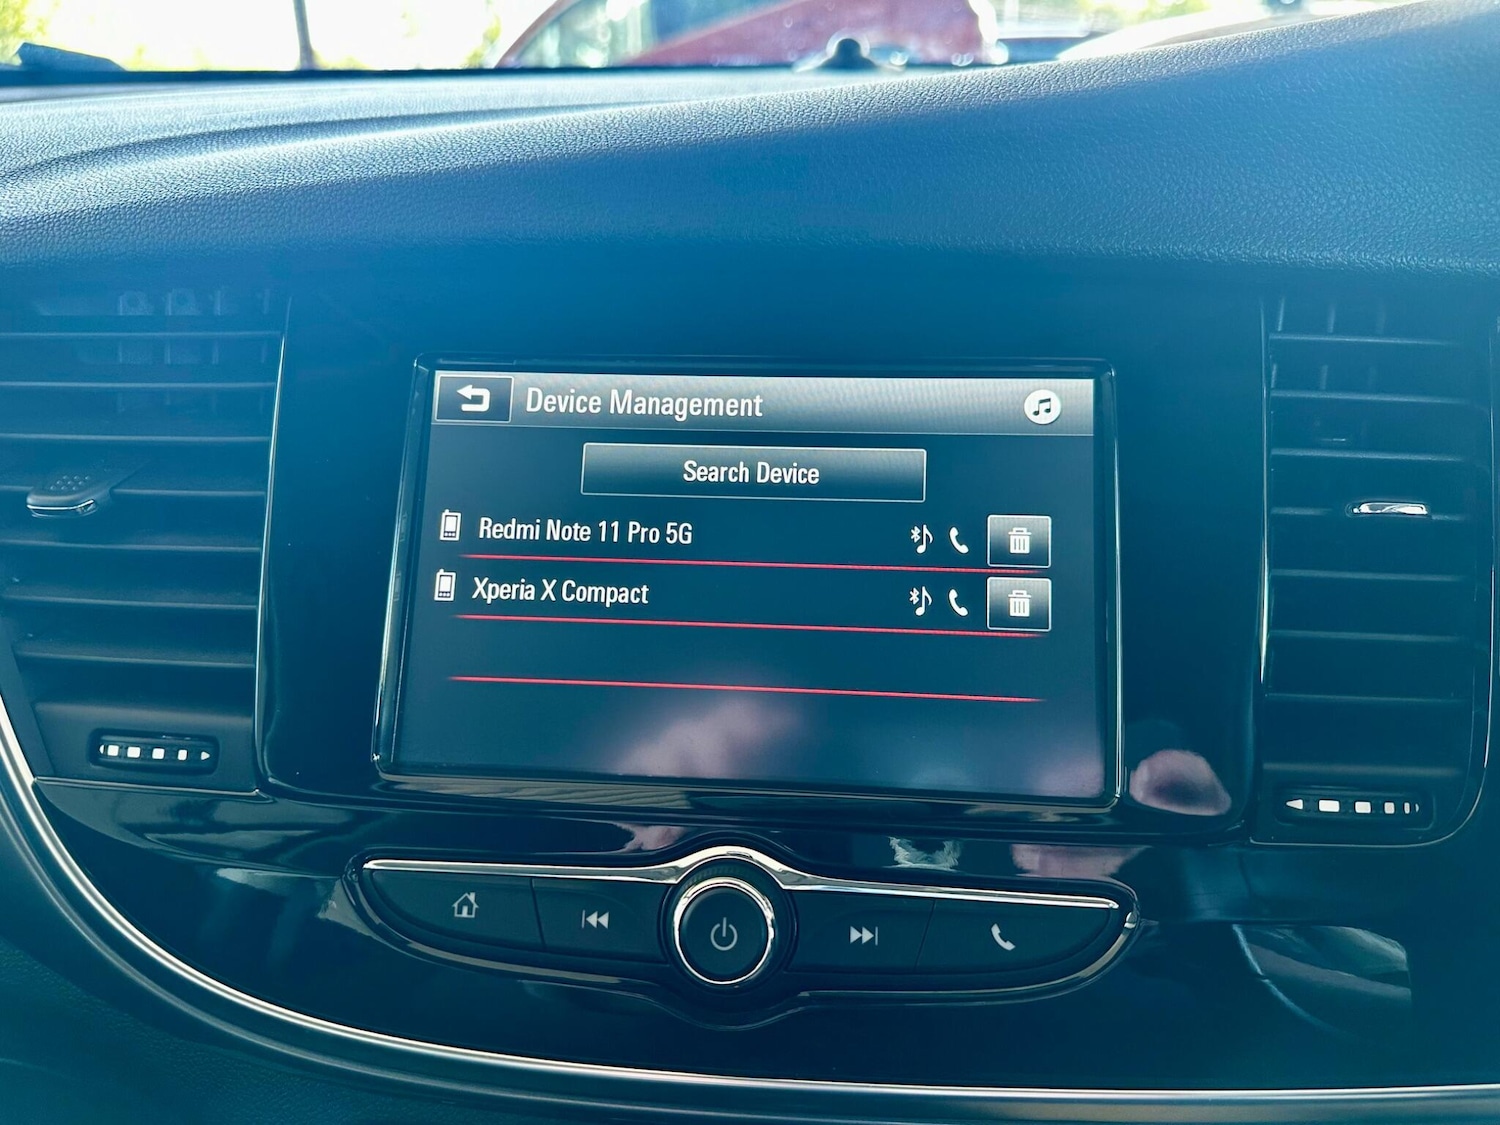 Device Management
Search Device
Redmi Note 11 Pro 5G
Xperia X Compact